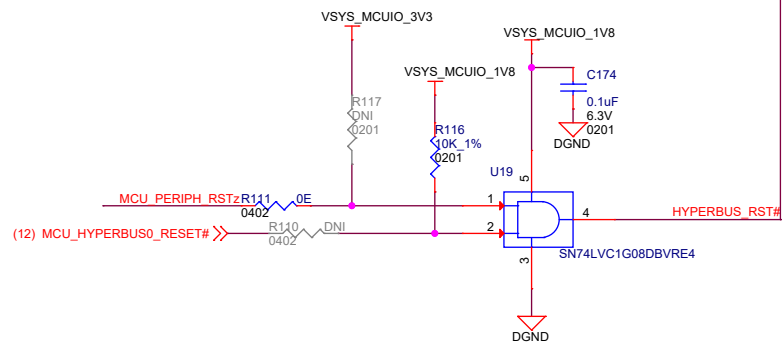 VSYS_MCUIO_3V3
VSYS_MCUIO_1V8
VSYS_MCUIO_1V8
C174
0.1uF
6.3V
0201
DGND
R117
DNI
0201
R116
10K_1%
0201
U19
5
MCU_PERIPH_RSTz
R111
0E
0402
1
(12) MCU_HYPERBUS0_RESET#
R110
DNI
0402
2
4
HYPERBUS_RST#
SN74LVC1G08DBVRE4
3
DGND